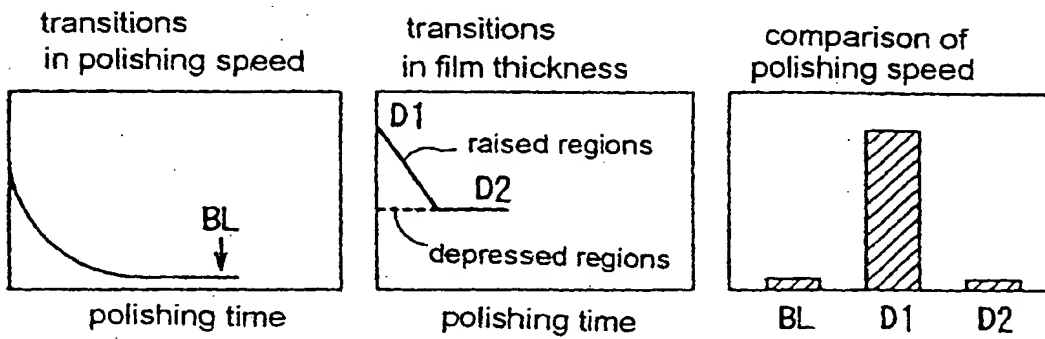 transitions
in polishing speed
BL
polishing time
transitions
in film thickness
D1
raised regions
D2
depressed regions
polishing time
comparison of
polishing speed
BL D1 D2